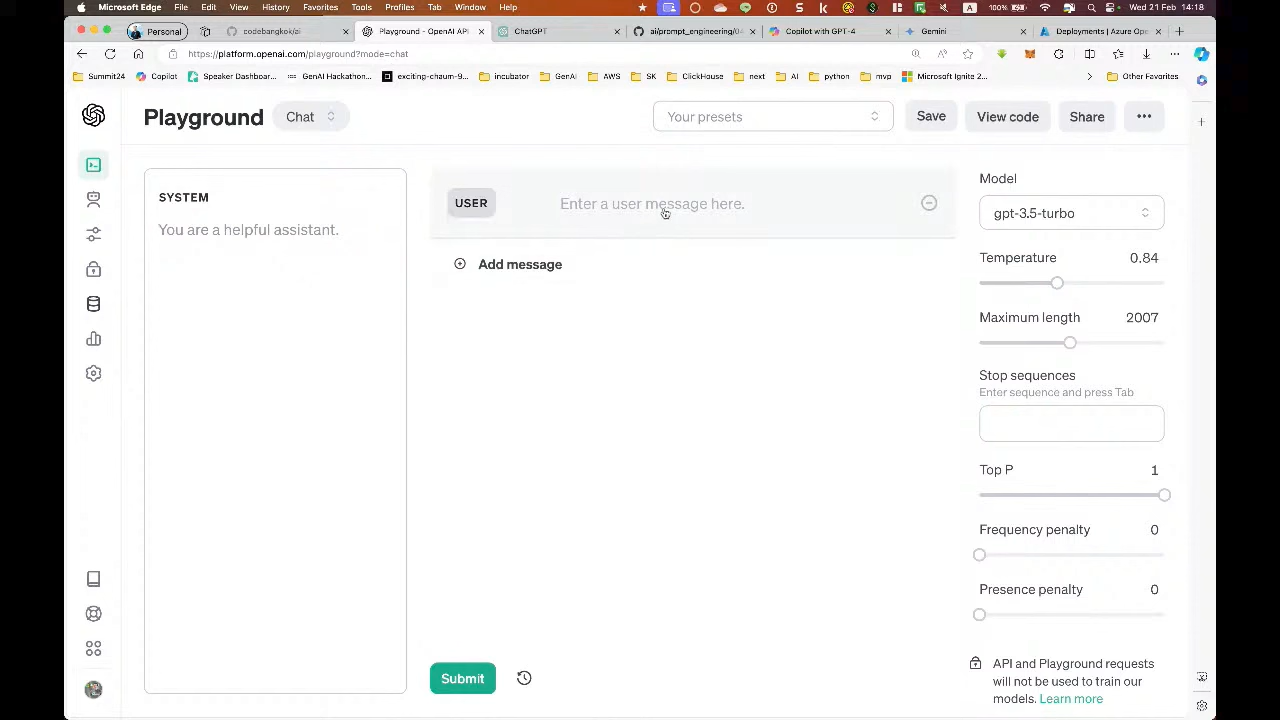 Microsoft Edge File Edit View History Favorites Tools Profiles Tab Window Help 100% Wed 21 Feb 14:18
Personal codebangkok/ai Playground - OpenAI API ChatGPT ai/prompt_engineering/04 Copilot with GPT-4 Gemini Deployments | Azure Ope
https://platform.openai.com/playground?mode=chat
Summit24 Copilot Speaker Dashboar... GenAI Hackathon... exciting-chaum-9... incubator GenAI AWS SK ClickHouse next AI python mvp Microsoft Ignite 2... Other Favorites
Playground Chat Your presets Save View code Share
SYSTEM
You are a helpful assistant.
USER Enter a user message here.
Add message
Submit
Model
gpt-3.5-turbo
Temperature 0.84
Maximum length 2007
Stop sequences
Enter sequence and press Tab
Top P 1
Frequency penalty 0
Presence penalty 0
API and Playground requests
will not be used to train our
models. Learn more